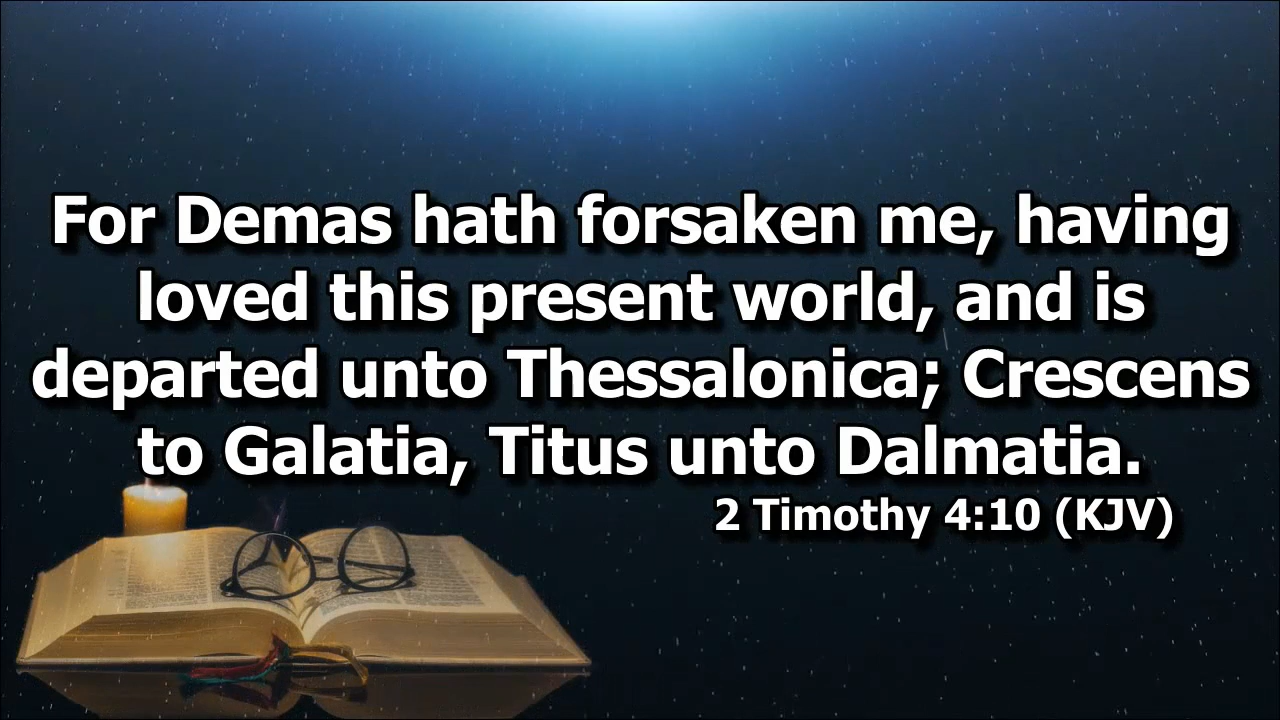 For Demas hath forsaken me, having
loved this present world, and is
departed unto Thessalonica; Crescens
to Galatia, Titus unto Dalmatia.
2 Timothy 4:10 (KJV)